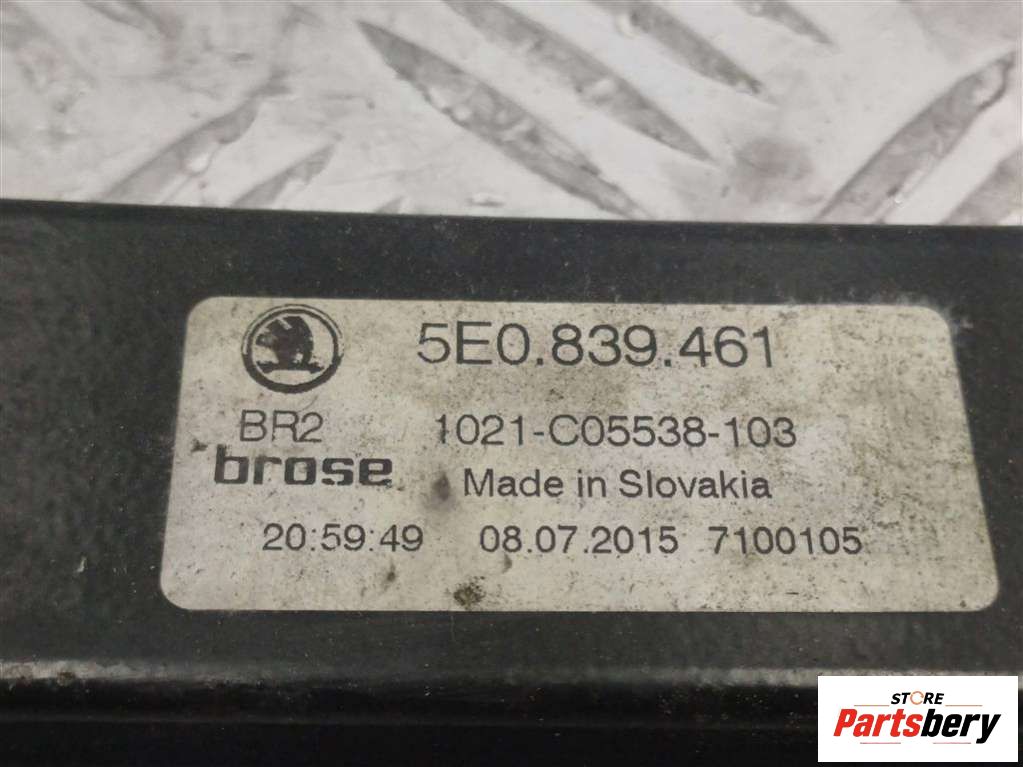 5E0.839.461
BR2 1021-C05538-103
brose Made in Slovakia
20:59:49 08.07.2015 7100105
STORE
Partsbery